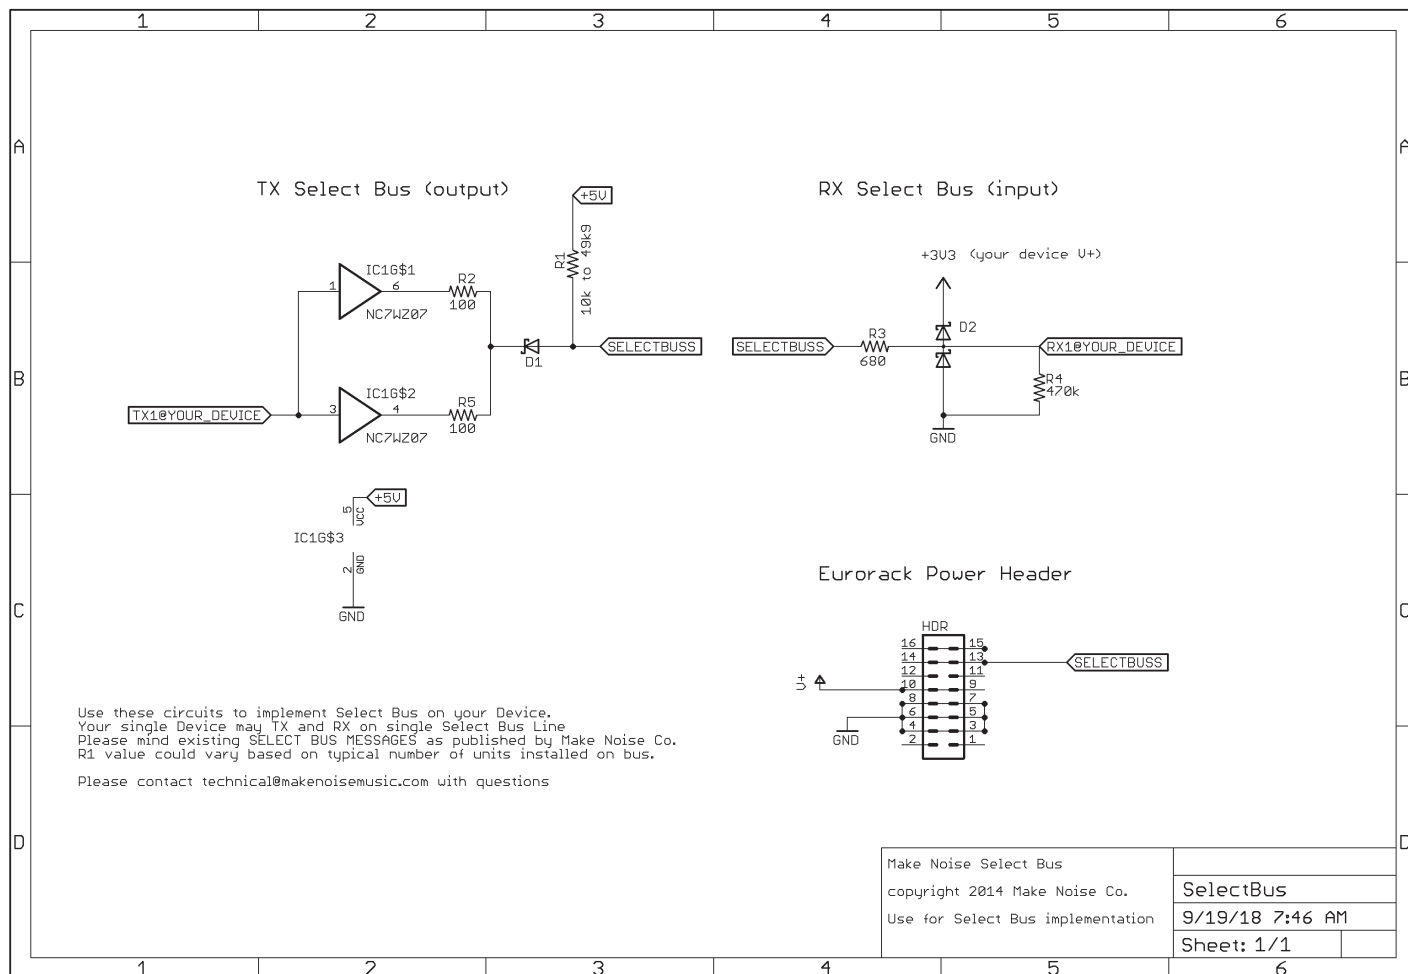 1 2 3 4 5 6
A A
TX Select Bus (output)
RX Select Bus (input)
+5V
R1
10k to 49k9
IC1G$1
1 6
NC7WZ07
R2
100
D1
SELECTBUSS
IC1G$2
3 4
NC7WZ07
R5
100
TX1@YOUR_DEVICE
+3V3 (your device V+)
D2
SELECTBUSS
R3
680
RX1@YOUR_DEVICE
R4
470k
GND
B B
+5V
5
VCC
IC1G$3
2
GND
GND
C C
Eurorack Power Header
HDR
16 15
14 13
12 11
10 9
8 7
6 5
4 3
2 1
V+
GND
SELECTBUSS
Use these circuits to implement Select Bus on your Device.
Your single Device may TX and RX on single Select Bus Line
Please mind existing SELECT BUS MESSAGES as published by Make Noise Co.
R1 value could vary based on typical number of units installed on bus.
Please contact technical@makenoisemusic.com with questions
D D
Make Noise Select Bus
copyright 2014 Make Noise Co.
Use for Select Bus implementation
SelectBus
9/19/18 7:46 AM
Sheet: 1/1
1 2 3 4 5 6